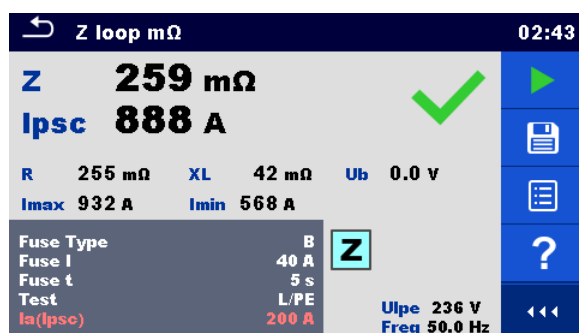 Z loop mΩ 02:43
Z 259 mΩ
Ipsc 888 A
R 255 mΩ XL 42 mΩ Ub 0.0 V
Imax 932 A Imin 568 A
Fuse Type B
Fuse I 40 A
Fuse t 5 s
Test L/PE
Ia(Ipsc) 200 A
Z
Ulpe 236 V
Freq 50.0 Hz
?